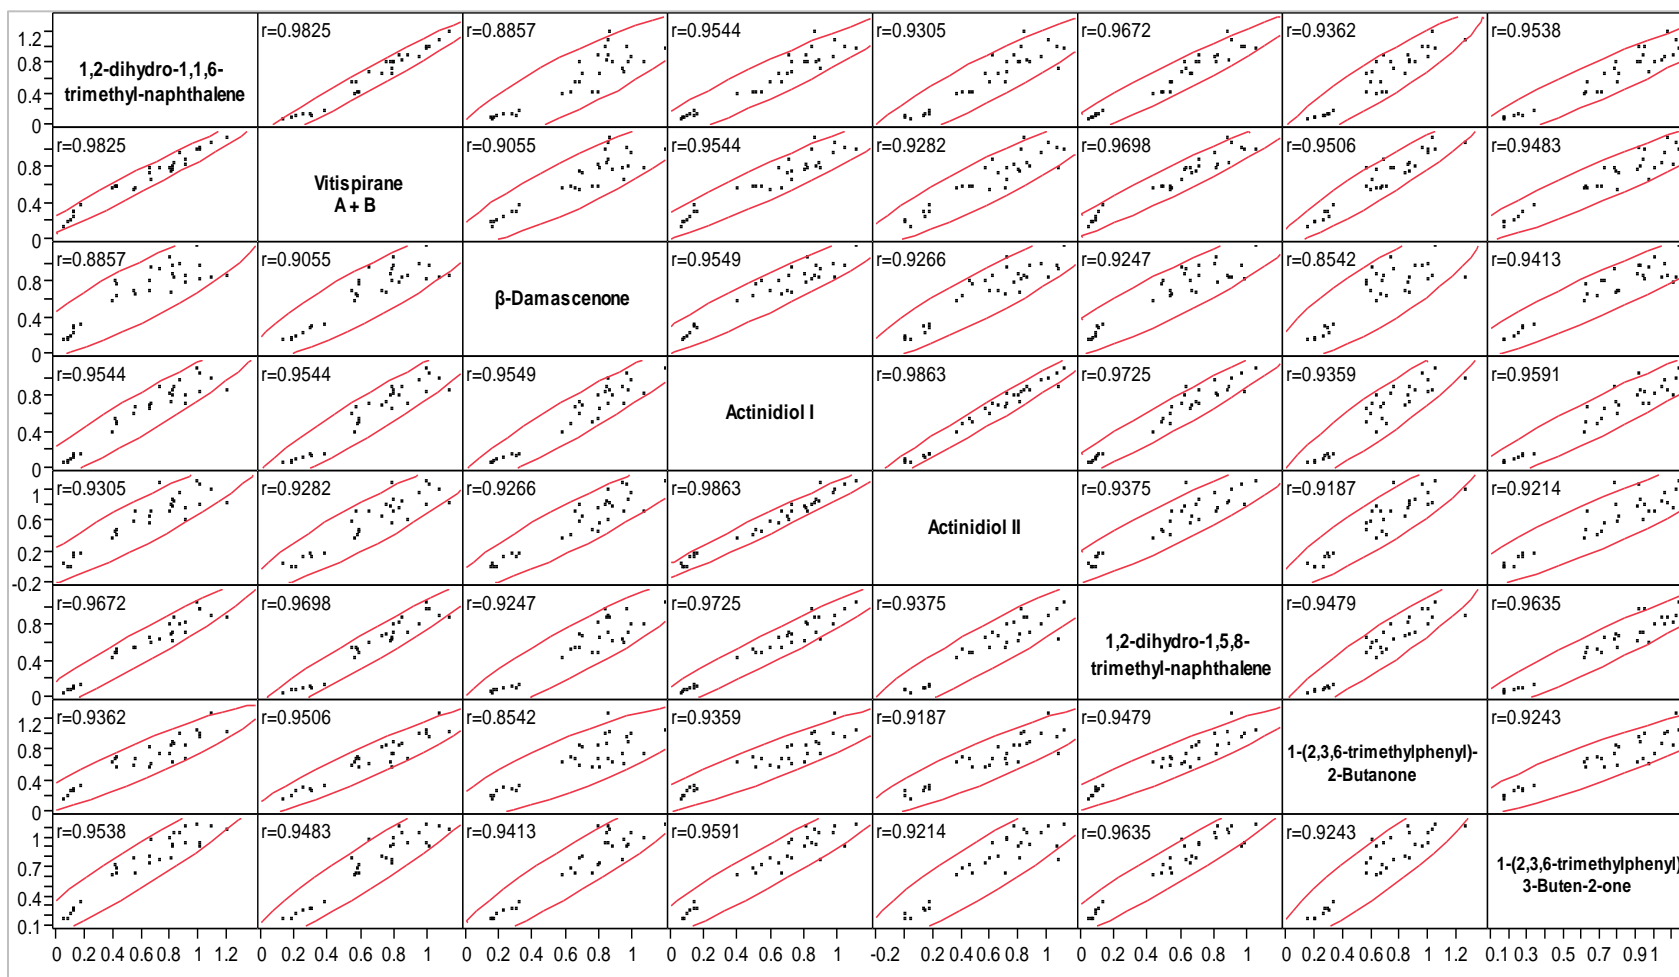 1.2
0.8
0.4
0
1,2-dihydro-1,1,6-
trimethyl-naphthalene
r=0.9825
r=0.8857
r=0.9544
r=0.9305
r=0.9672
r=0.9362
r=0.9538
0.8
0.4
0
r=0.9825
Vitispirane
A + B
r=0.9055
r=0.9544
r=0.9282
r=0.9698
r=0.9506
r=0.9483
0.8
0.4
0
r=0.8857
r=0.9055
β-Damascenone
r=0.9549
r=0.9266
r=0.9247
r=0.8542
r=0.9413
0.8
0.4
0
r=0.9544
r=0.9544
r=0.9549
Actinidiol I
r=0.9863
r=0.9725
r=0.9359
r=0.9591
1
0.6
0.2
-0.2
r=0.9305
r=0.9282
r=0.9266
r=0.9863
Actinidiol II
r=0.9375
r=0.9187
r=0.9214
0.8
0.4
0
r=0.9672
r=0.9698
r=0.9247
r=0.9725
r=0.9375
1,2-dihydro-1,5,8-
trimethyl-naphthalene
r=0.9479
r=0.9635
1.2
0.8
0.4
0
r=0.9362
r=0.9506
r=0.8542
r=0.9359
r=0.9187
r=0.9479
1-(2,3,6-trimethylphenyl)-
2-Butanone
r=0.9243
1
0.7
0.4
0.1
r=0.9538
r=0.9483
r=0.9413
r=0.9591
r=0.9214
r=0.9635
r=0.9243
1-(2,3,6-trimethylphenyl)
3-Buten-2-one
0 0.2 0.4 0.6 0.8 1 1.2
0 0.2 0.4 0.6 0.8 1
0 0.2 0.4 0.6 0.8 1
0 0.2 0.4 0.6 0.8 1
-0.2 0.2 0.6 1
0 0.2 0.4 0.6 0.8 1
0 0.2 0.4 0.6 0.8 1 1.2
0.1 0.3 0.5 0.7 0.9 1